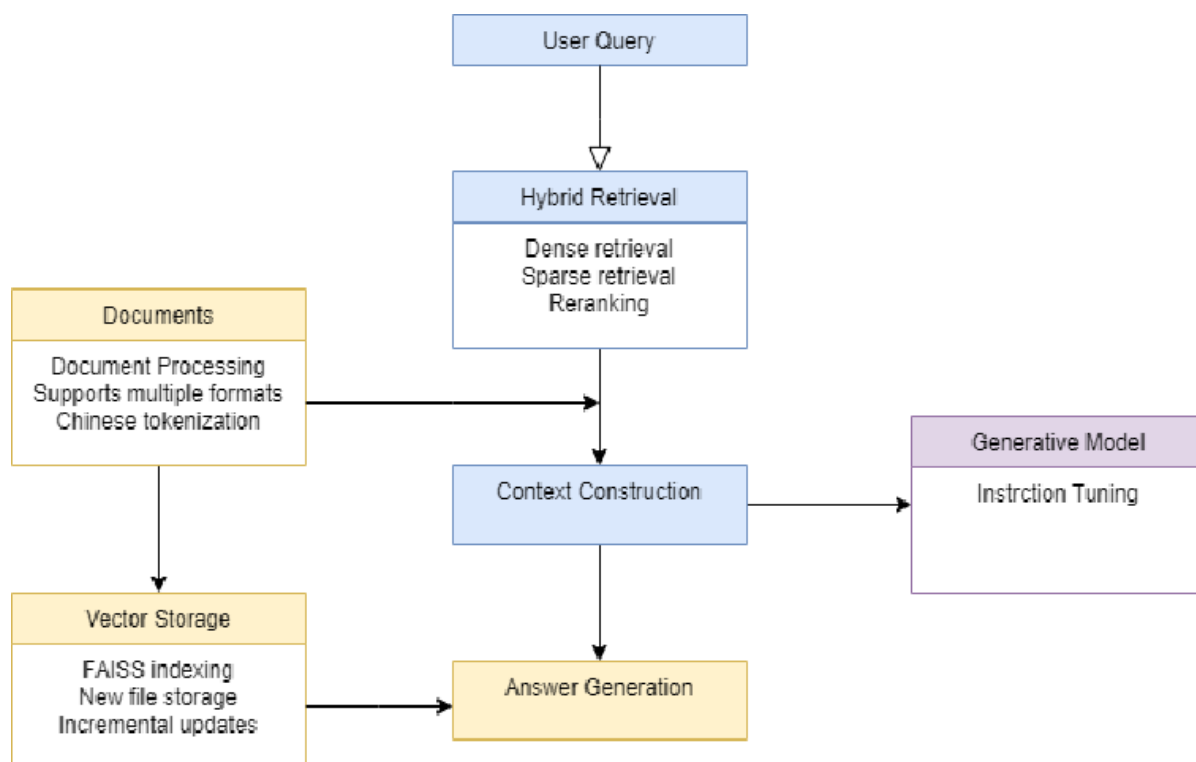 User Query
Hybrid Retrieval
Dense retrieval
Sparse retrieval
Reranking
Documents
Document Processing
Supports multiple formats
Chinese tokenization
Context Construction
Generative Model
Instrction Tuning
Vector Storage
FAISS indexing
New file storage
Incremental updates
Answer Generation